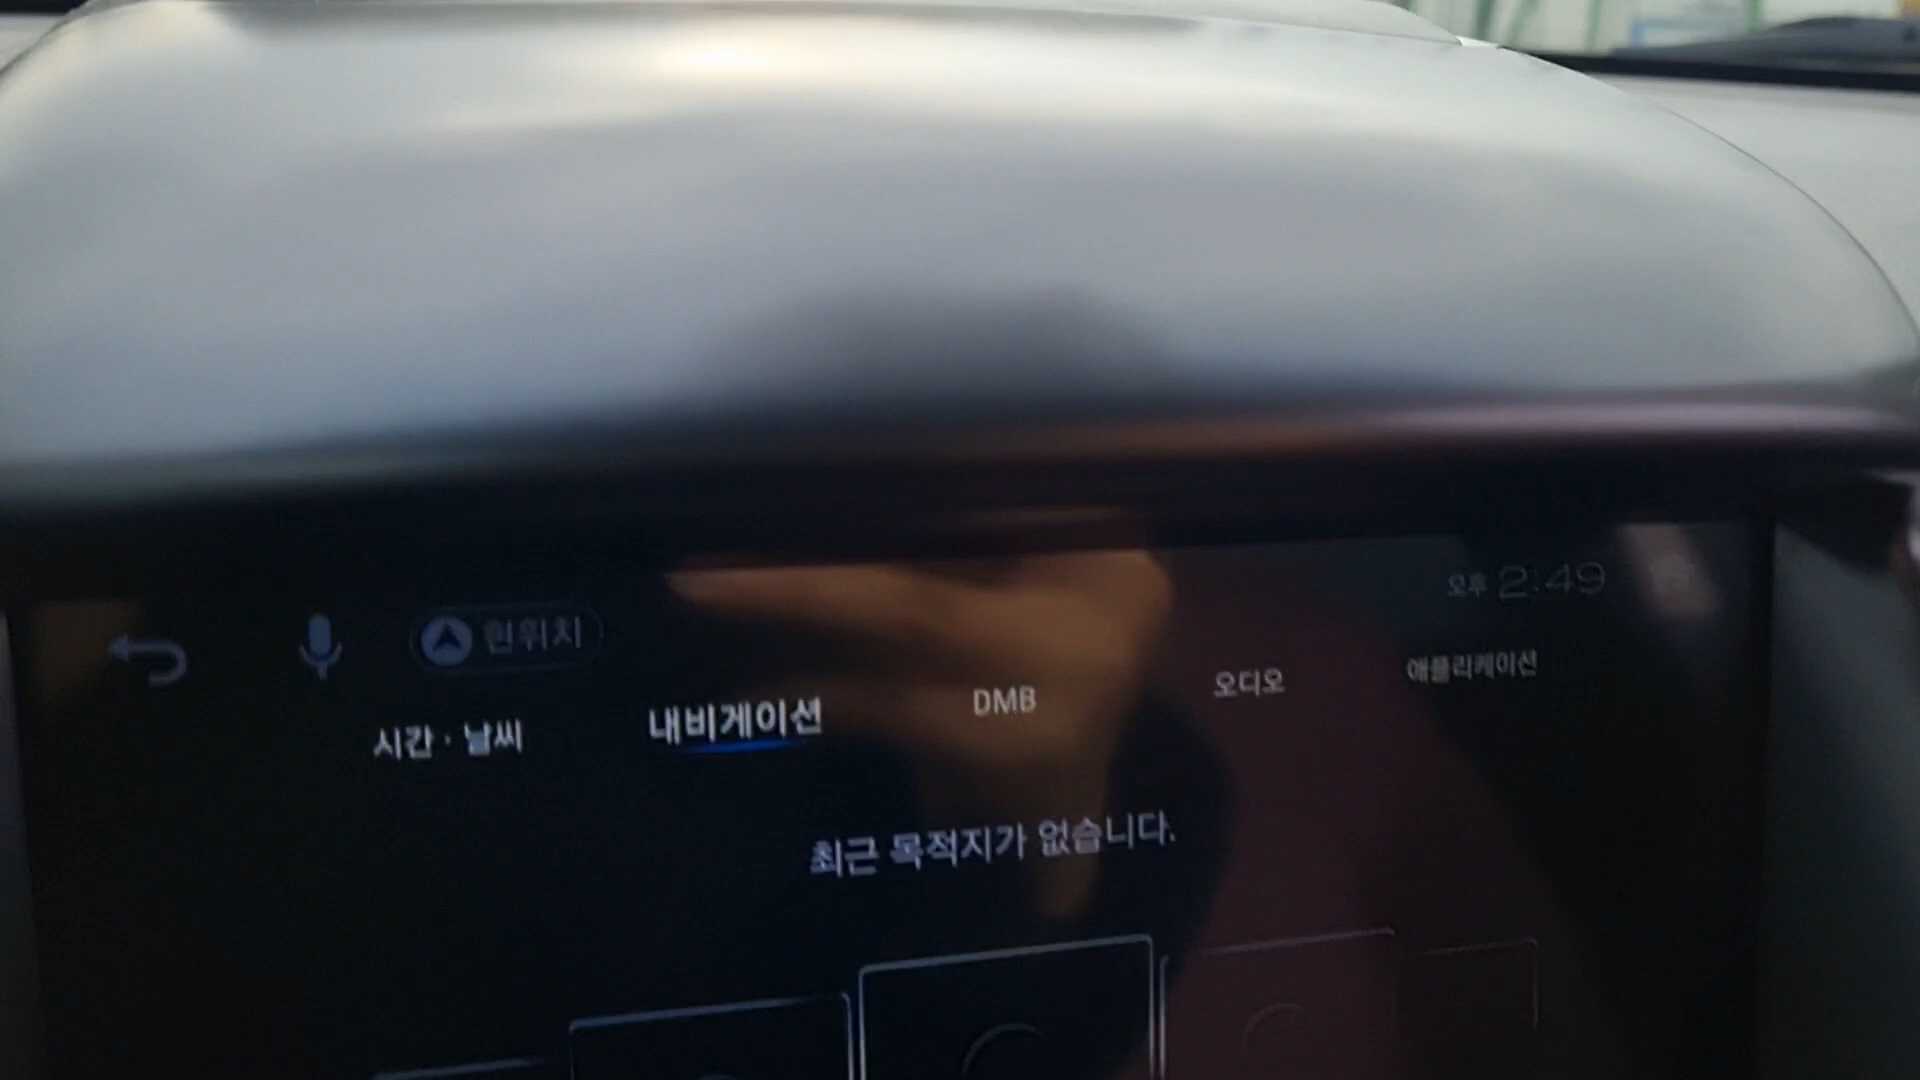 현위치
오후 2:49
시간 · 날씨
내비게이션
DMB
오디오
애플리케이션
최근 목적지가 없습니다.